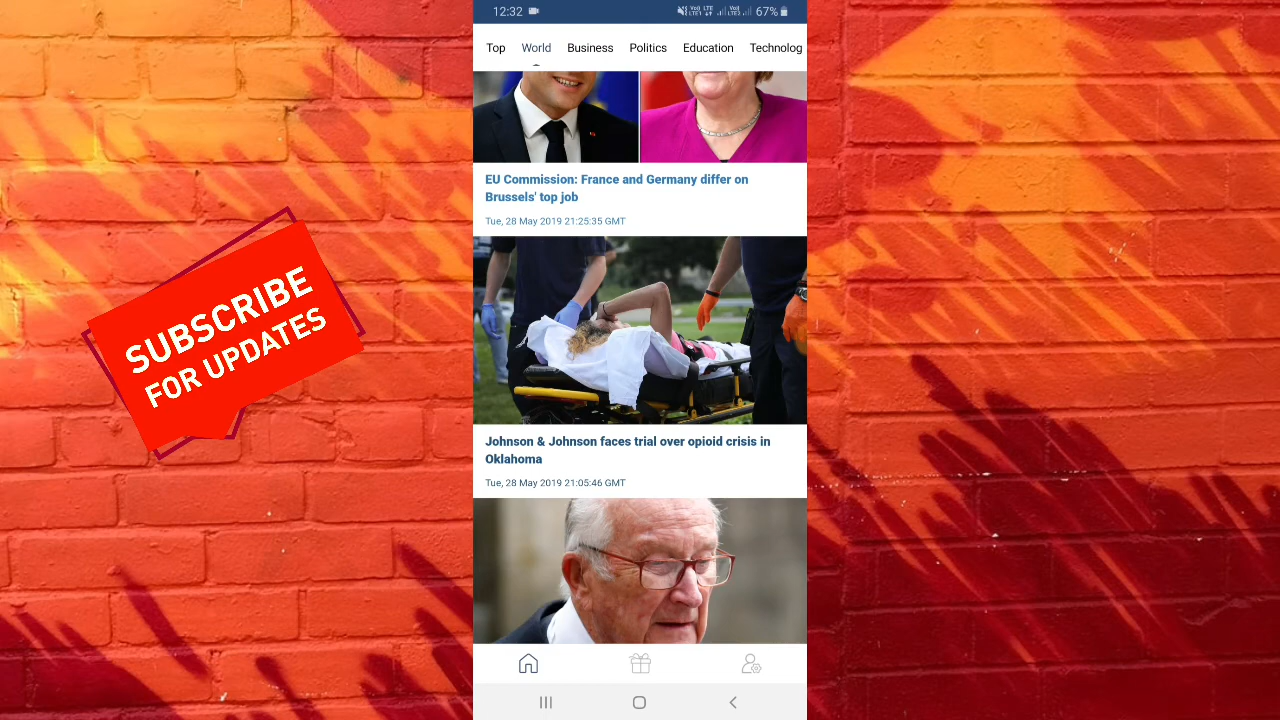 12:32
67%
Top World Business Politics Education Technolog
EU Commission: France and Germany differ on
Brussels' top job
Tue, 28 May 2019 21:25:35 GMT
SUBSCRIBE
FOR UPDATES
Johnson & Johnson faces trial over opioid crisis in
Oklahoma
Tue, 28 May 2019 21:05:46 GMT